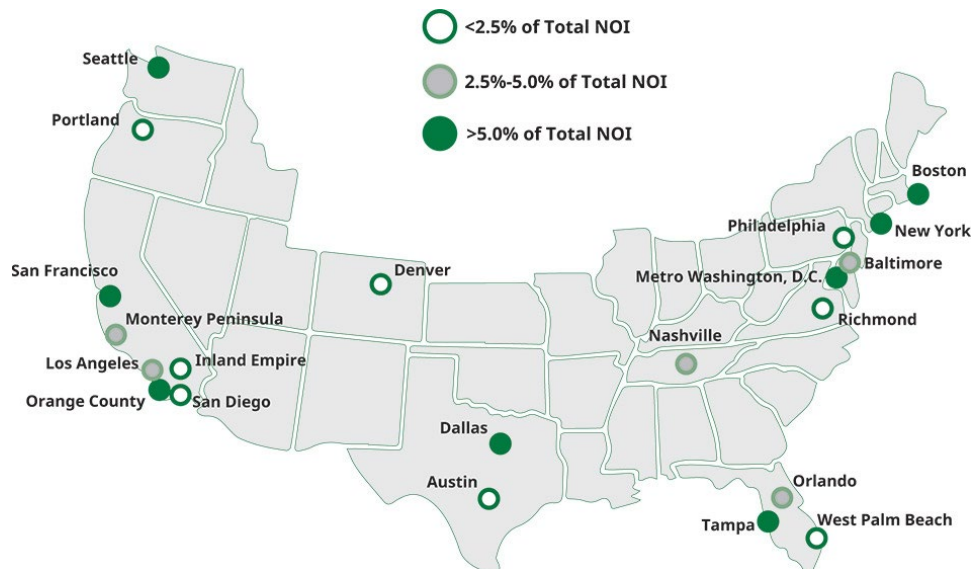 <2.5% of Total NOI
2.5%-5.0% of Total NOI
>5.0% of Total NOI
Seattle
Portland
Boston
Philadelphia
New York
San Francisco
Denver
Metro Washington, D.C.
Baltimore
Monterey Peninsula
Nashville
Richmond
Los Angeles
Inland Empire
Orange County
San Diego
Dallas
Austin
Orlando
Tampa
West Palm Beach